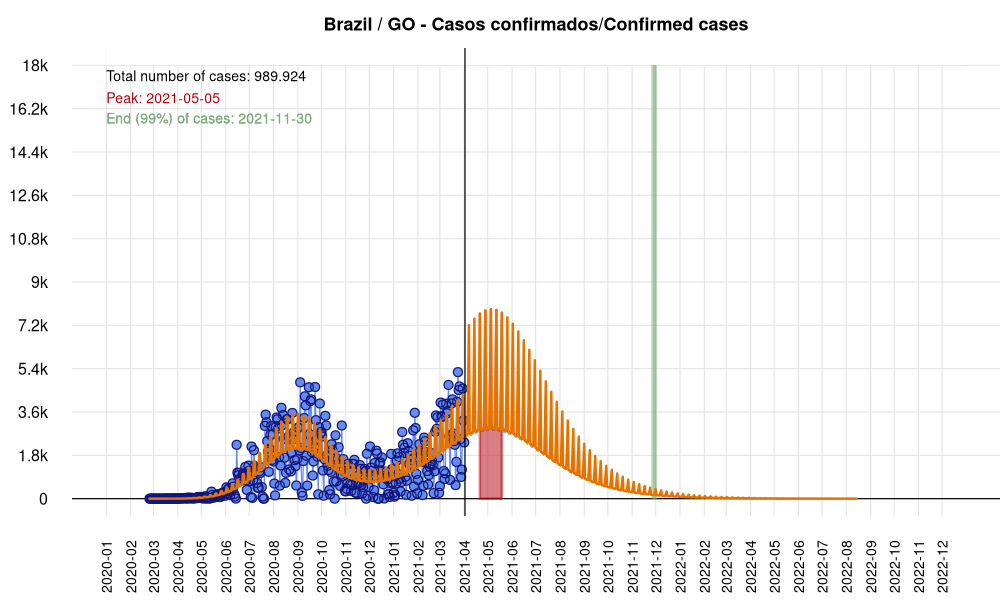 Brazil / GO - Casos confirmados/Confirmed cases
Total number of cases: 989.924
Peak: 2021-05-05
End (99%) of cases: 2021-11-30
18k
16.2k
14.4k
12.6k
10.8k
9k
7.2k
5.4k
3.6k
1.8k
0
2020-01
2020-02
2020-03
2020-04
2020-05
2020-06
2020-07
2020-08
2020-09
2020-10
2020-11
2020-12
2021-01
2021-02
2021-03
2021-04
2021-05
2021-06
2021-07
2021-08
2021-09
2021-10
2021-11
2021-12
2022-01
2022-02
2022-03
2022-04
2022-05
2022-06
2022-07
2022-08
2022-09
2022-10
2022-11
2022-12